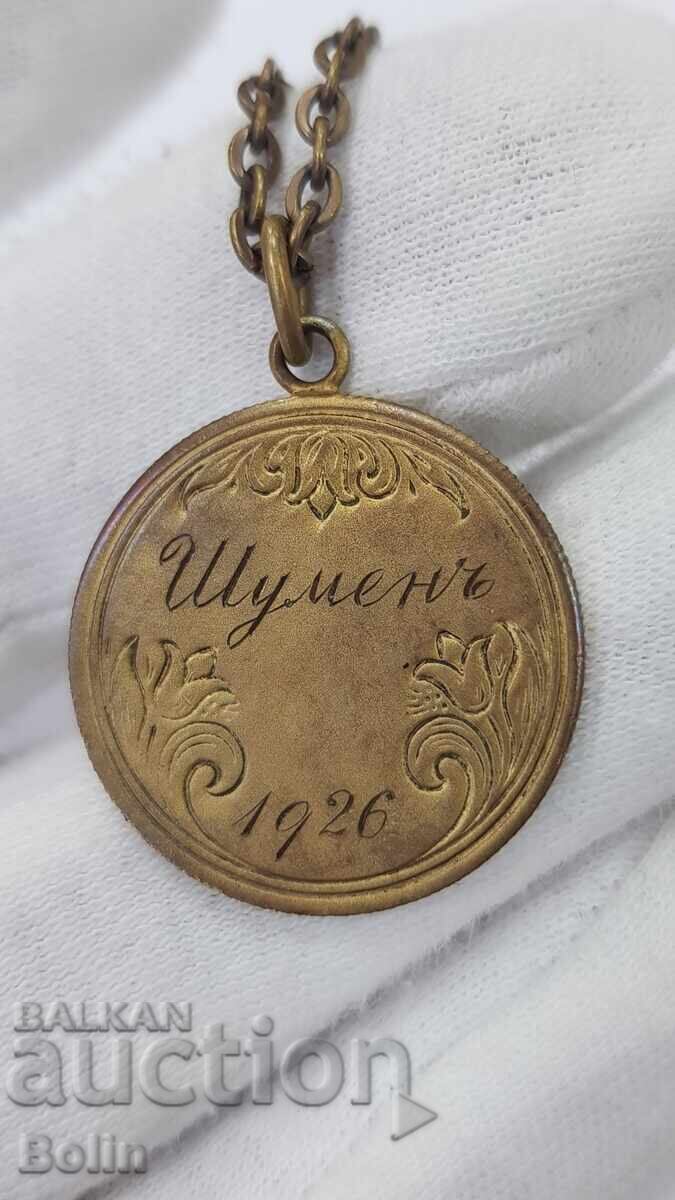 Шуменъ
1926
BALKAN
auction
Bolin